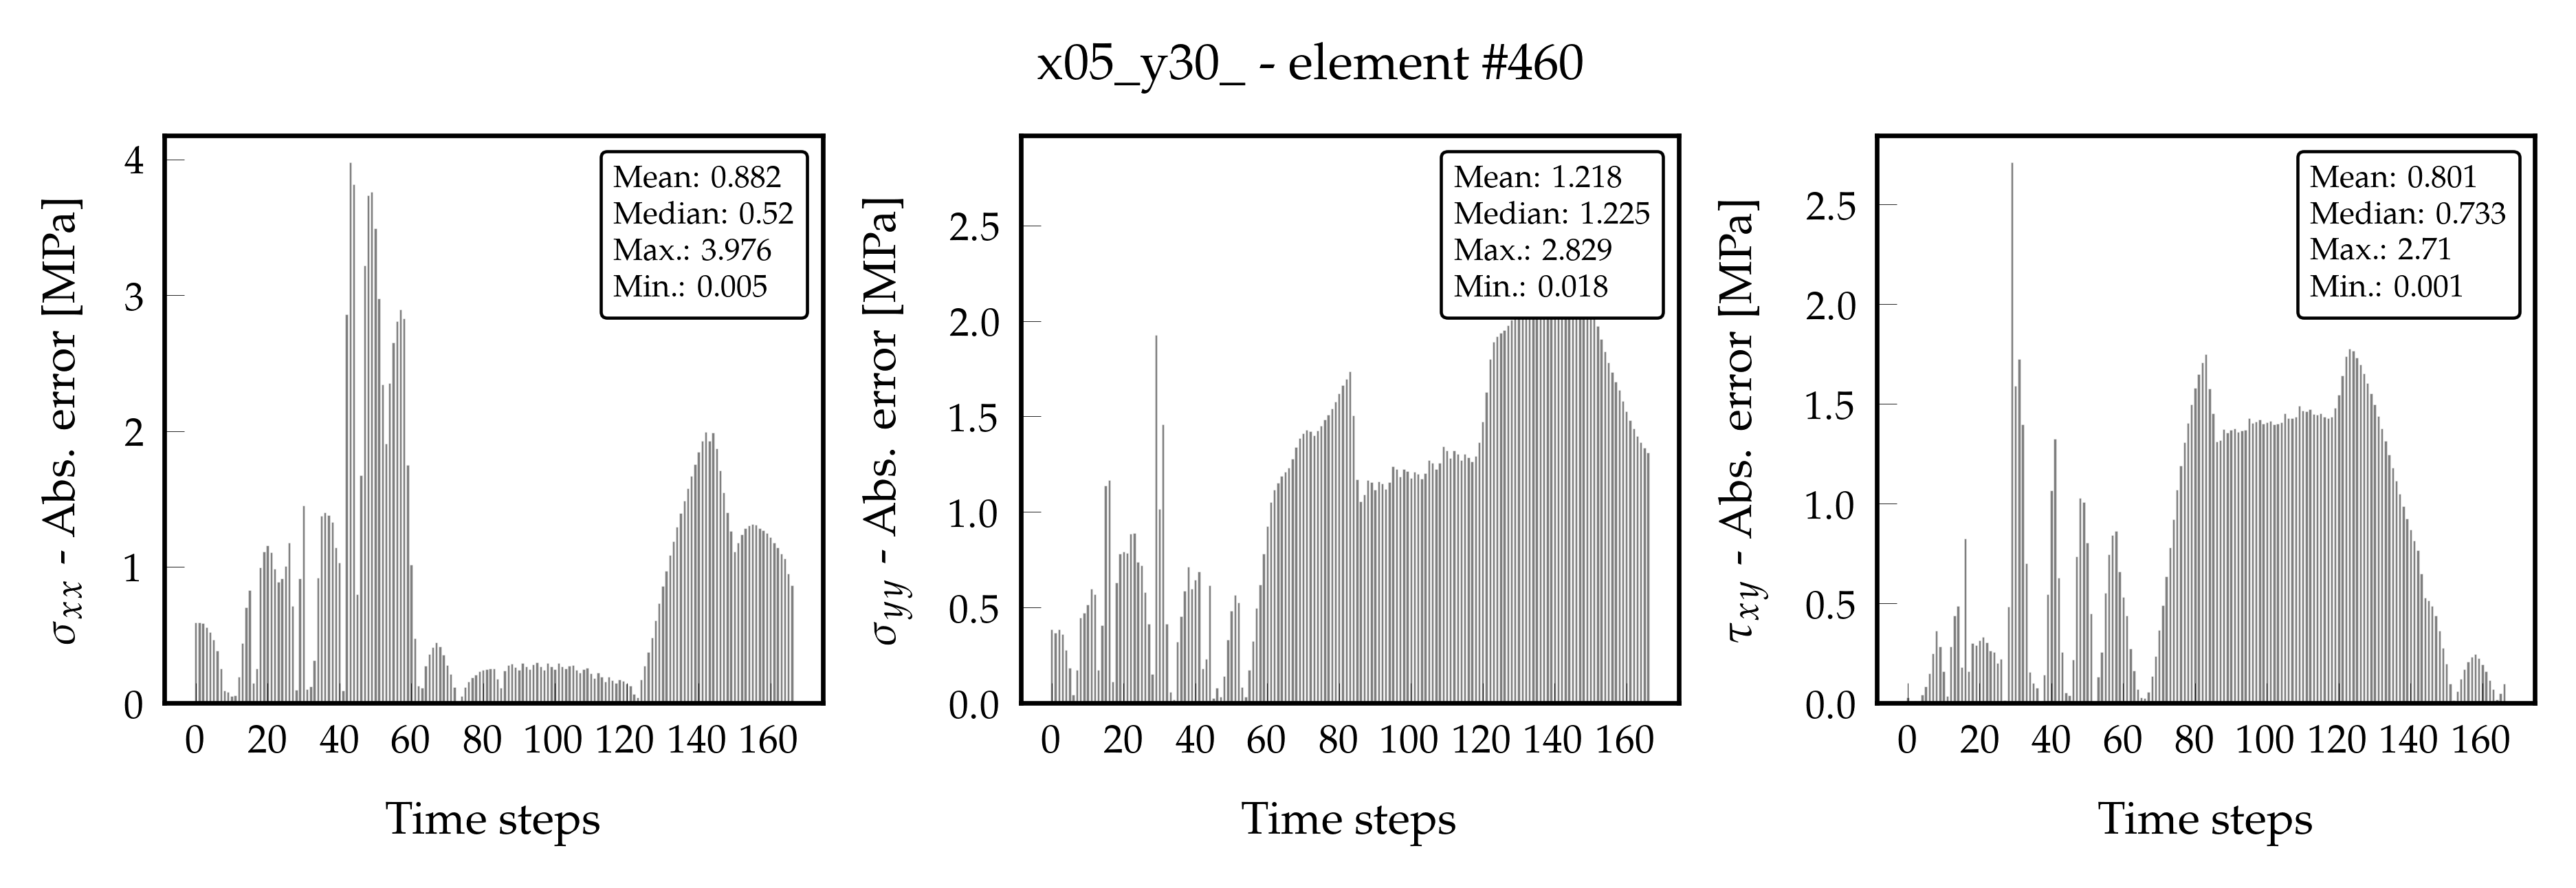 x05_y30_ - element #460
σxx - Abs. error [MPa]
4
3
2
1
0
0 20 40 60 80 100 120 140 160
Time steps
Mean: 0.882
Median: 0.52
Max.: 3.976
Min.: 0.005
σyy - Abs. error [MPa]
2.5
2.0
1.5
1.0
0.5
0.0
0 20 40 60 80 100 120 140 160
Time steps
Mean: 1.218
Median: 1.225
Max.: 2.829
Min.: 0.018
τxy - Abs. error [MPa]
2.5
2.0
1.5
1.0
0.5
0.0
0 20 40 60 80 100 120 140 160
Time steps
Mean: 0.801
Median: 0.733
Max.: 2.71
Min.: 0.001